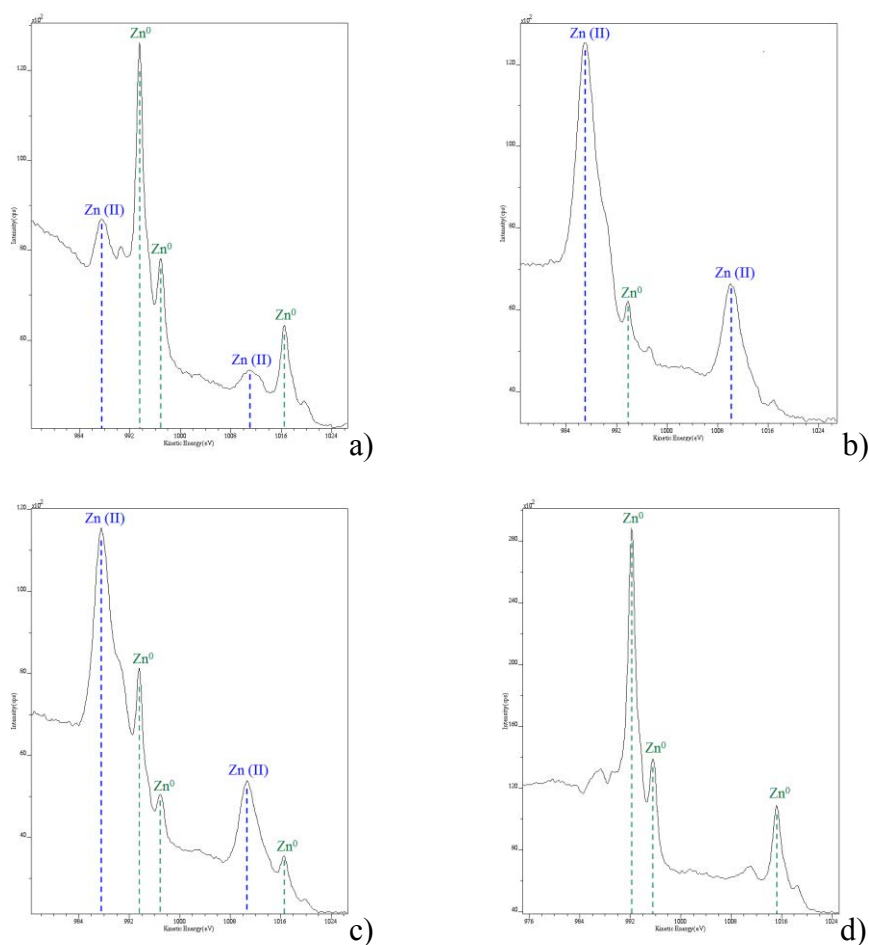 x10²
Zn⁰
120
100
Zn (II)
80
Zn⁰
Zn⁰
60
Zn (II)
Intensity(cps)
984 992 1000 1008 1016 1024
Kinetic Energy(eV)
a)
x10²
Zn (II)
120
100
80
Zn (II)
Zn⁰
60
40
Intensity(cps)
984 992 1000 1008 1016 1024
Kinetic Energy(eV)
b)
x10²
120
Zn (II)
100
80
Zn⁰
60
Zn⁰
Zn (II)
40
Zn⁰
Intensity(cps)
984 992 1000 1008 1016 1024
Kinetic Energy(eV)
c)
x10²
Zn⁰
280
240
200
160
Zn⁰
120
Zn⁰
80
40
Intensity(cps)
976 984 992 1000 1008 1016 1024
Kinetic Energy(eV)
d)